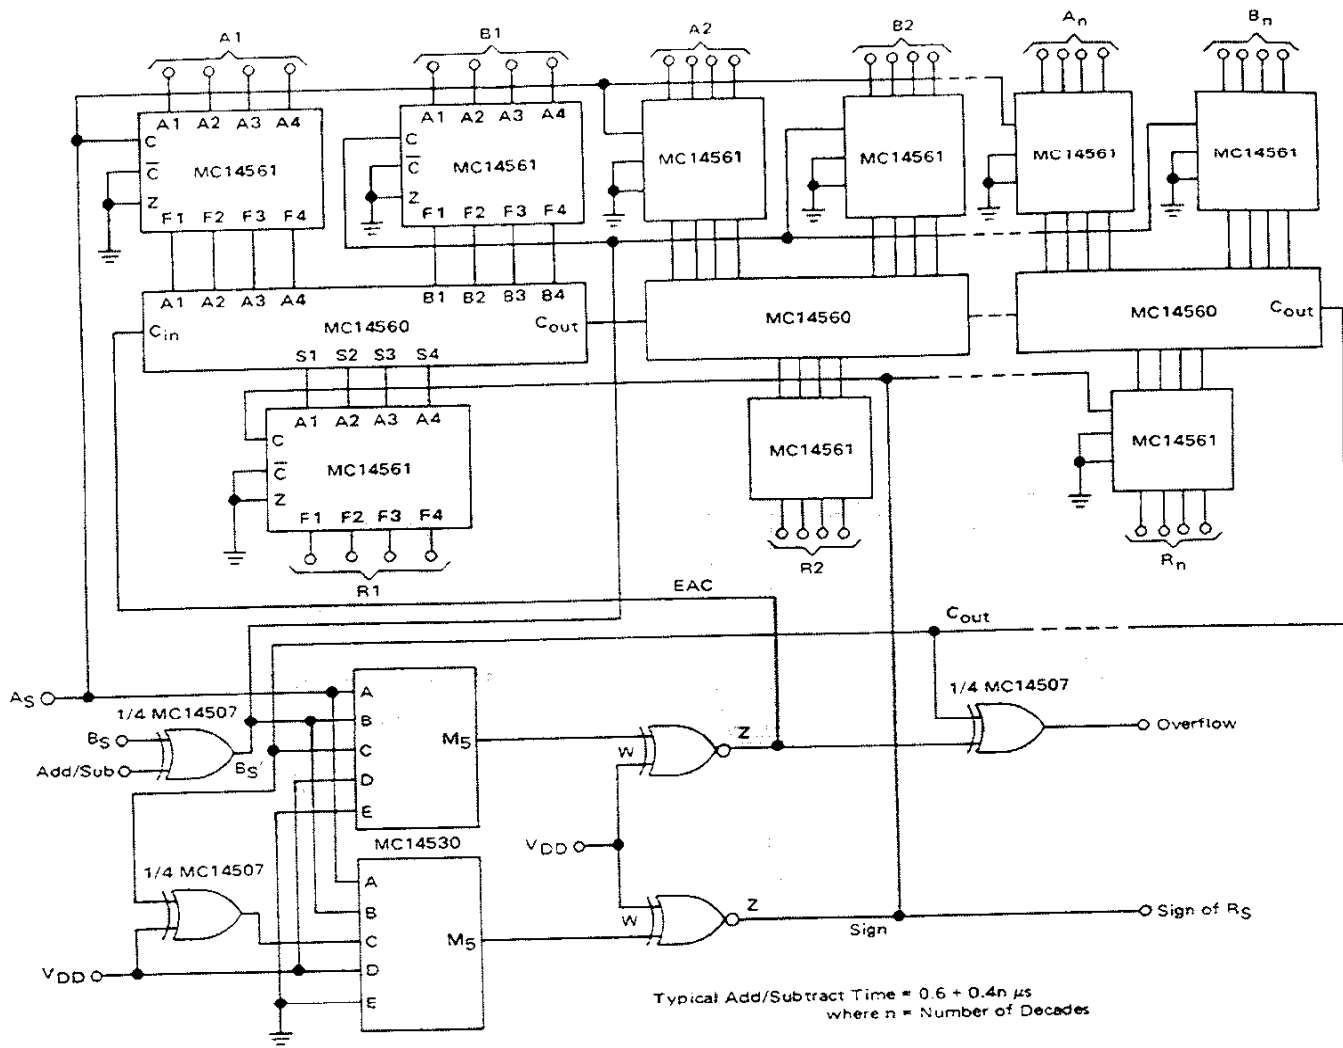 A1
B1
A2
B2
An
Bn
A1 A2 A3 A4
C
C̅
Z
MC14561
F1 F2 F3 F4
A1 A2 A3 A4
C
C̅
Z
MC14561
F1 F2 F3 F4
MC14561
MC14561
MC14561
MC14561
A1 A2 A3 A4
B1 B2 B3 B4
Cin
MC14560
Cout
S1 S2 S3 S4
MC14560
MC14560
Cout
A1 A2 A3 A4
C
C̅
Z
MC14561
F1 F2 F3 F4
R1
MC14561
R2
MC14561
Rn
EAC
Cout
AS
1/4 MC14507
BS
Add/Sub
BS'
A
B
C
D
E
M5
MC14530
W
Z
1/4 MC14507
Overflow
VDD
1/4 MC14507
VDD
A
B
C
D
E
M5
W
Z
Sign
Sign of RS
Typical Add/Subtract Time = 0.6 + 0.4n μs
where n = Number of Decades